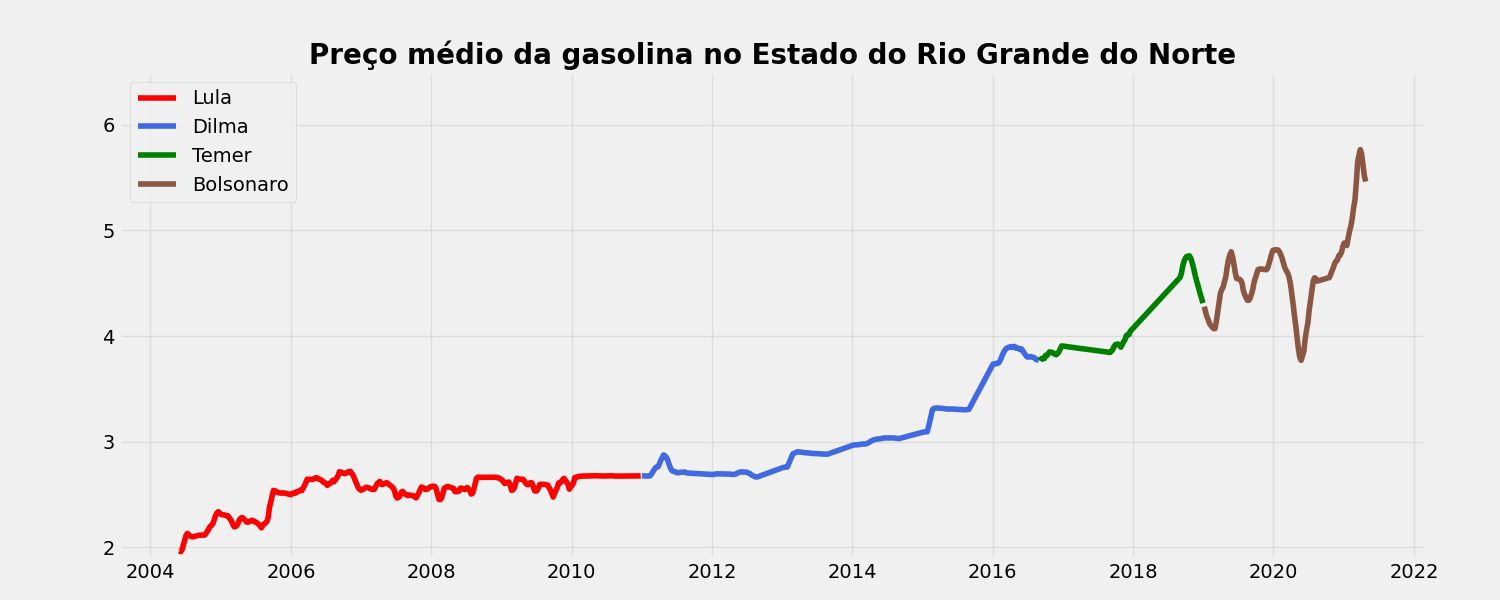 Preço médio da gasolina no Estado do Rio Grande do Norte
Lula
Dilma
Temer
Bolsonaro
6
5
4
3
2
2004 2006 2008 2010 2012 2014 2016 2018 2020 2022